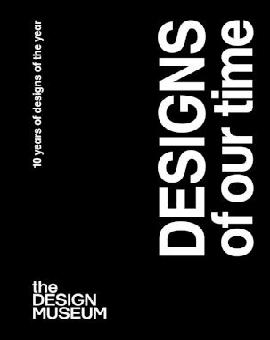 DESIGNS
of our time
10 years of designs of the year
the
DESIGN
MUSEUM